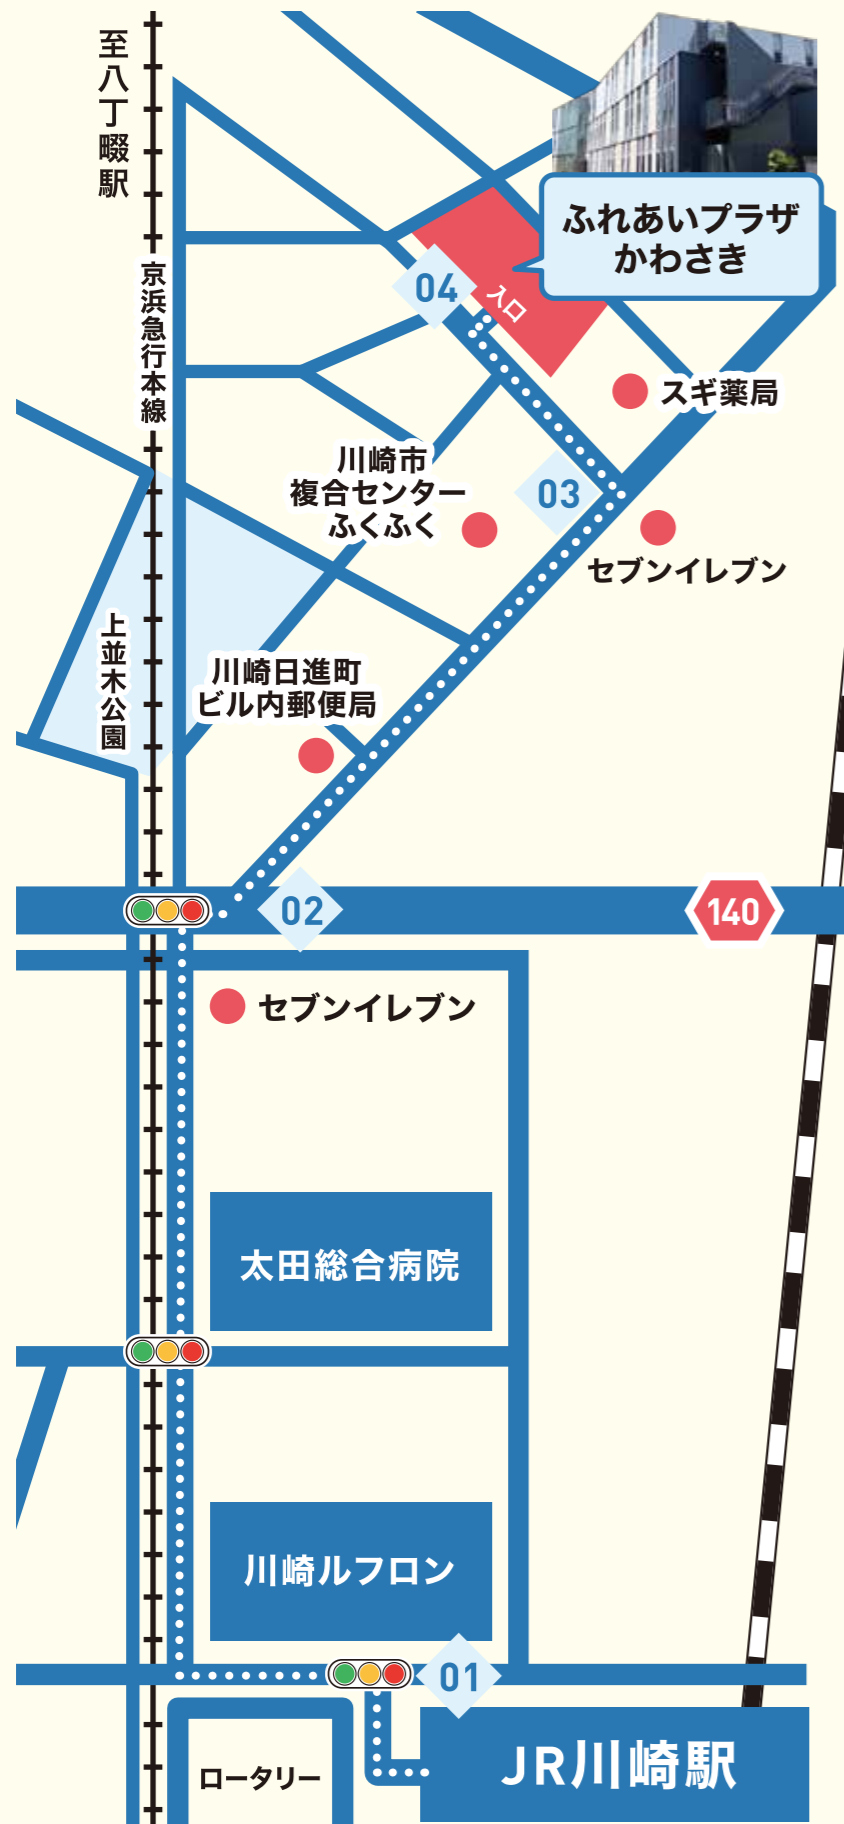 至八丁畷駅
ふれあいプラザ
かわさき
京浜急行本線
04
入口
スギ薬局
川崎市
複合センター
ふくふく
03
セブンイレブン
上並木公園
川崎日進町
ビル内郵便局
02
140
セブンイレブン
太田総合病院
川崎ルフロン
01
JR川崎駅
ロータリー